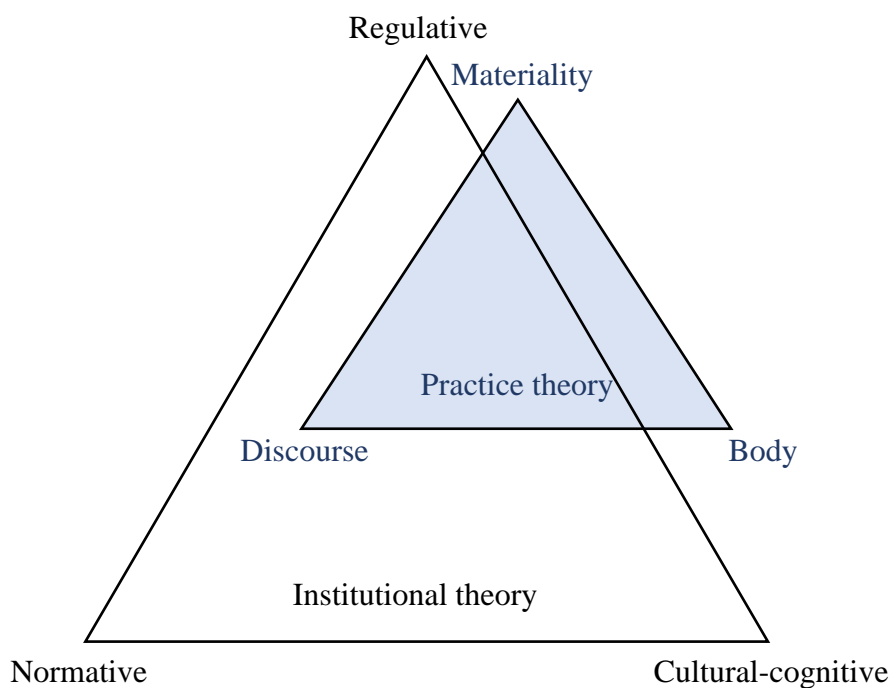 Regulative
Materiality
Practice theory
Discourse
Body
Institutional theory
Normative
Cultural-cognitive